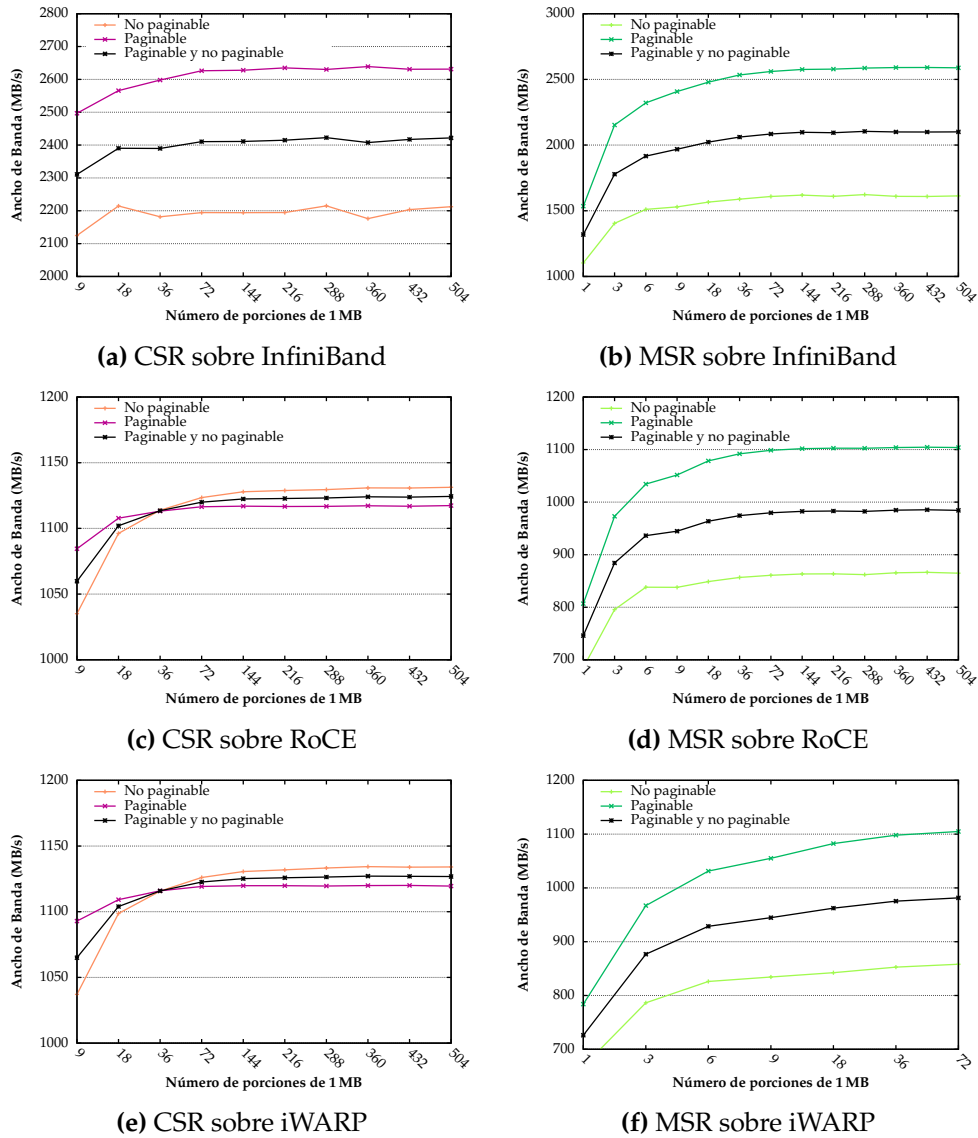 2800
2700
2600
2500
2400
2300
2200
2100
2000
Ancho de Banda (MB/s)
No paginable
Paginable
Paginable y no paginable
9 18 36 72 144 216 288 360 432 504
Número de porciones de 1 MB
(a) CSR sobre InfiniBand
3000
2500
2000
1500
1000
Ancho de Banda (MB/s)
No paginable
Paginable
Paginable y no paginable
1 3 6 9 18 36 72 144 216 288 360 432 504
Número de porciones de 1 MB
(b) MSR sobre InfiniBand
1200
1150
1100
1050
1000
Ancho de Banda (MB/s)
No paginable
Paginable
Paginable y no paginable
9 18 36 72 144 216 288 360 432 504
Número de porciones de 1 MB
(c) CSR sobre RoCE
1200
1100
1000
900
800
700
Ancho de Banda (MB/s)
No paginable
Paginable
Paginable y no paginable
1 3 6 9 18 36 72 144 216 288 360 432 504
Número de porciones de 1 MB
(d) MSR sobre RoCE
1200
1150
1100
1050
1000
Ancho de Banda (MB/s)
No paginable
Paginable
Paginable y no paginable
9 18 36 72 144 216 288 360 432 504
Número de porciones de 1 MB
(e) CSR sobre iWARP
1200
1100
1000
900
800
700
Ancho de Banda (MB/s)
No paginable
Paginable
Paginable y no paginable
1 3 6 9 18 36 72
Número de porciones de 1 MB
(f) MSR sobre iWARP